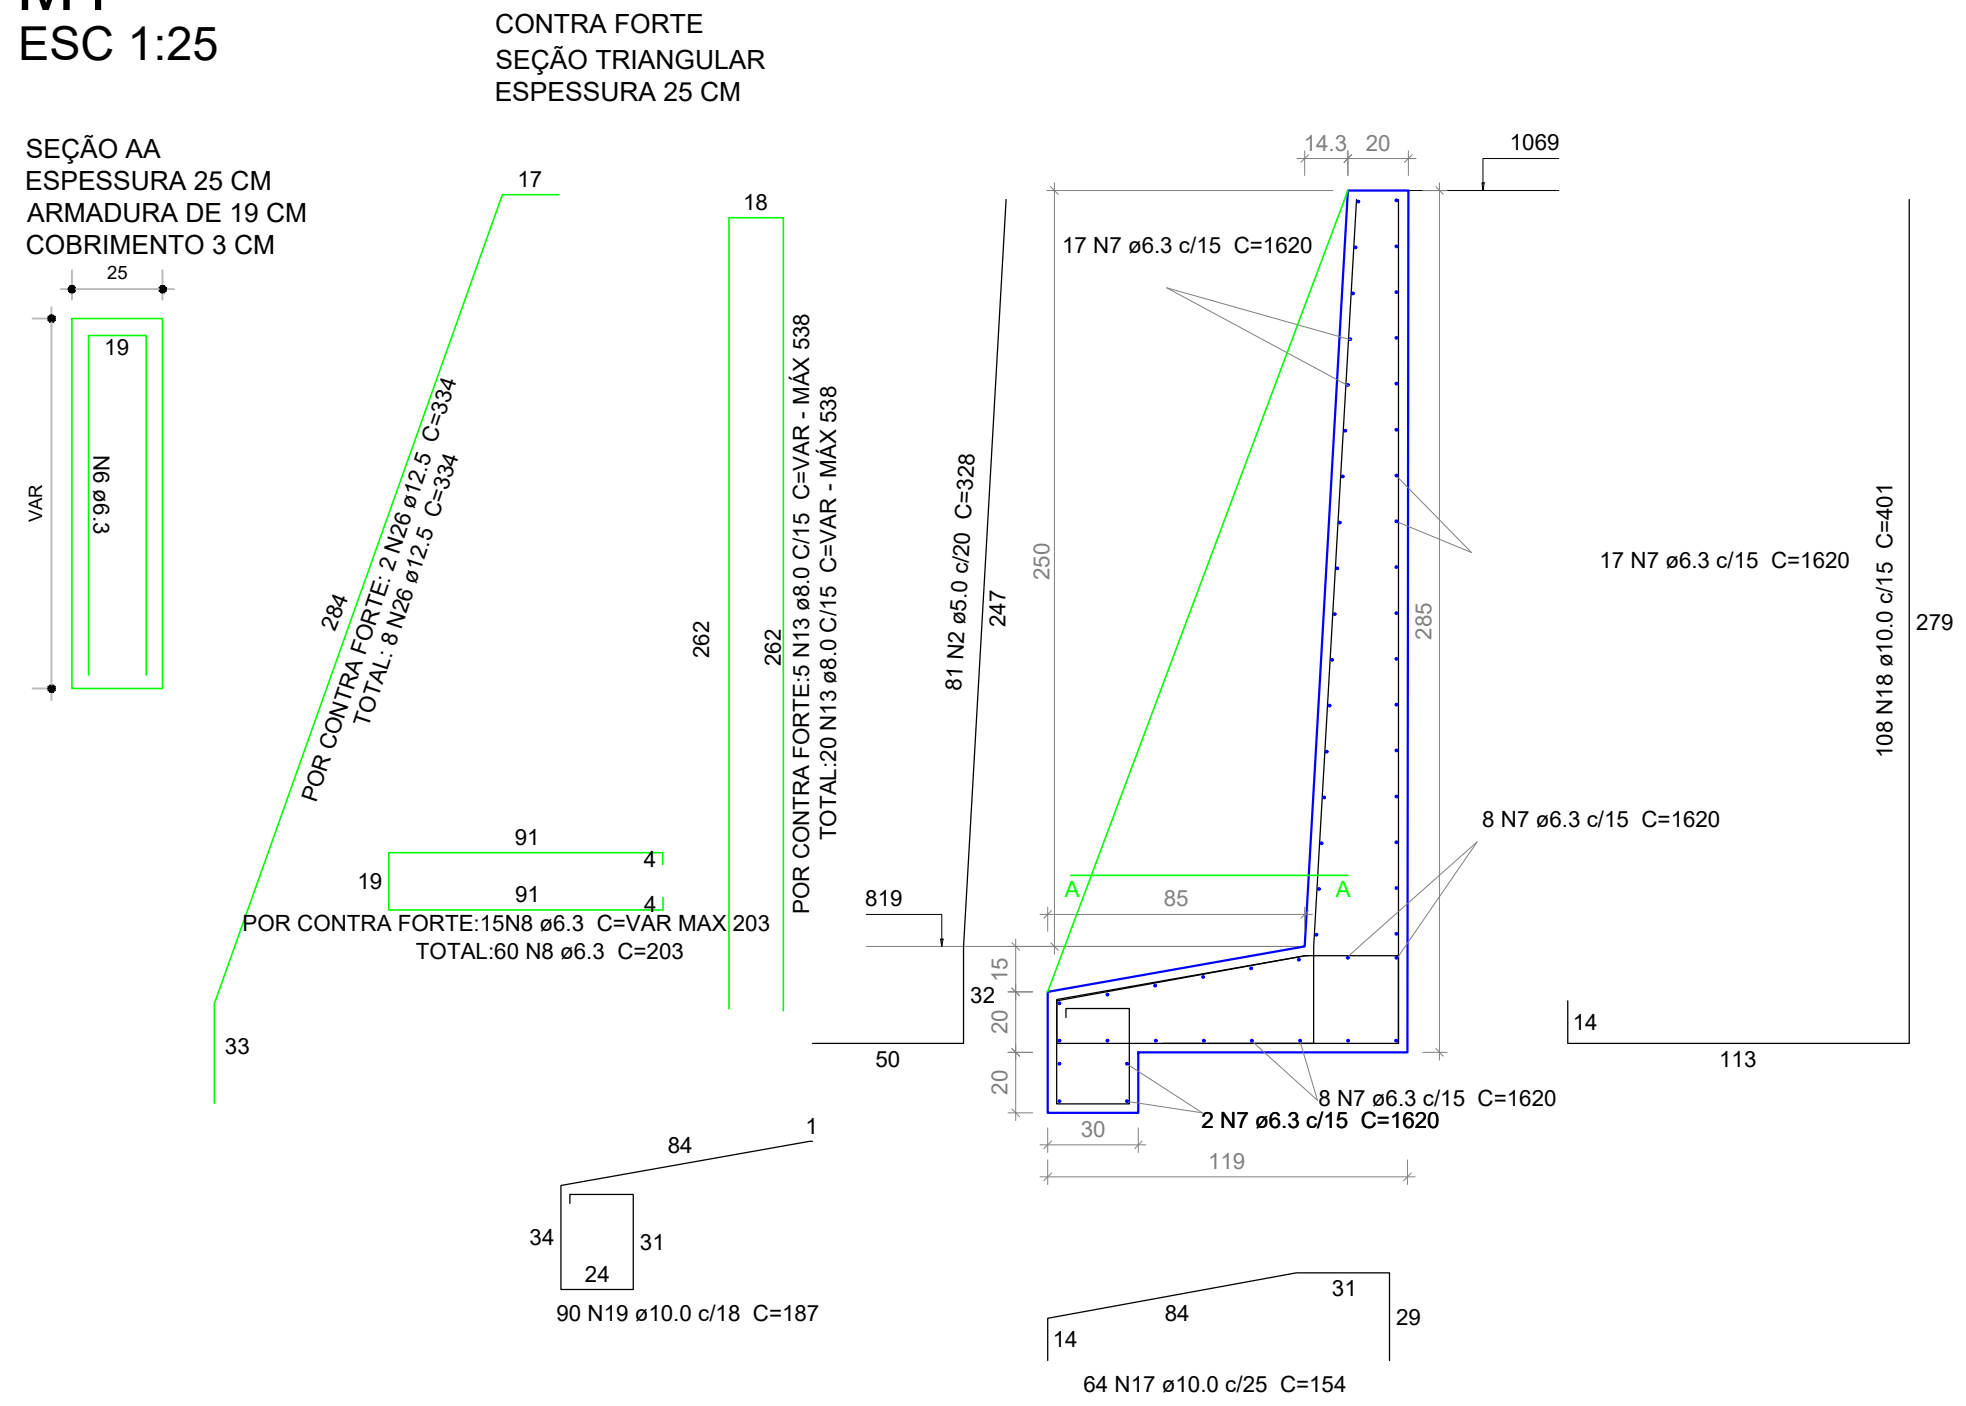 ESC 1:25
CONTRA FORTE
SEÇÃO TRIANGULAR
ESPESSURA 25 CM
SEÇÃO AA
ESPESSURA 25 CM
ARMADURA DE 19 CM
COBRIMENTO 3 CM
25
19
N6 ø6.3
VAR
17
284
POR CONTRA FORTE: 2 N26 ø12.5 C=334
TOTAL: 8 N26 ø12.5 C=334
33
18
262
262
POR CONTRA FORTE:5 N13 ø8.0 C/15 C=VAR - MÁX 538
TOTAL:20 N13 ø8.0 C/15 C=VAR - MÁX 538
91
4
19
91
4
POR CONTRA FORTE:15N8 ø6.3 C=VAR MAX 203
TOTAL:60 N8 ø6.3 C=203
81 N2 ø5.0 c/20 C=328
247
32
50
14.3
20
1069
17 N7 ø6.3 c/15 C=1620
250
285
17 N7 ø6.3 c/15 C=1620
8 N7 ø6.3 c/15 C=1620
A
A
85
819
15
20
20
8 N7 ø6.3 c/15 C=1620
2 N7 ø6.3 c/15 C=1620
30
119
108 N18 ø10.0 c/15 C=401
279
14
113
84
1
34
31
24
90 N19 ø10.0 c/18 C=187
31
84
29
14
64 N17 ø10.0 c/25 C=154